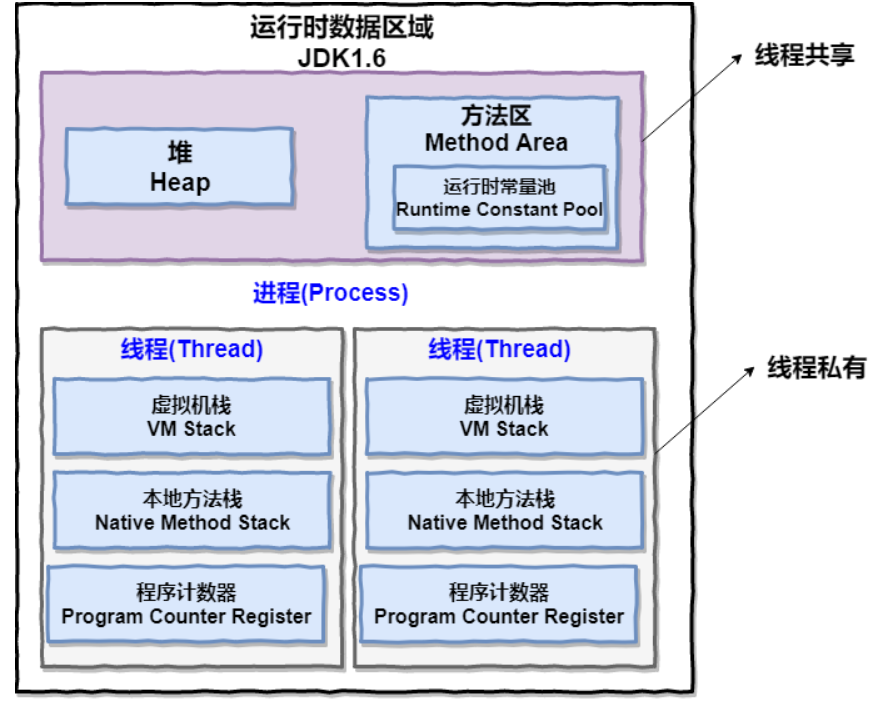 运行时数据区域
JDK1.6
线程共享
堆
Heap
方法区
Method Area
运行时常量池
Runtime Constant Pool
进程(Process)
线程(Thread)
虚拟机栈
VM Stack
本地方法栈
Native Method Stack
程序计数器
Program Counter Register
线程(Thread)
虚拟机栈
VM Stack
本地方法栈
Native Method Stack
程序计数器
Program Counter Register
线程私有